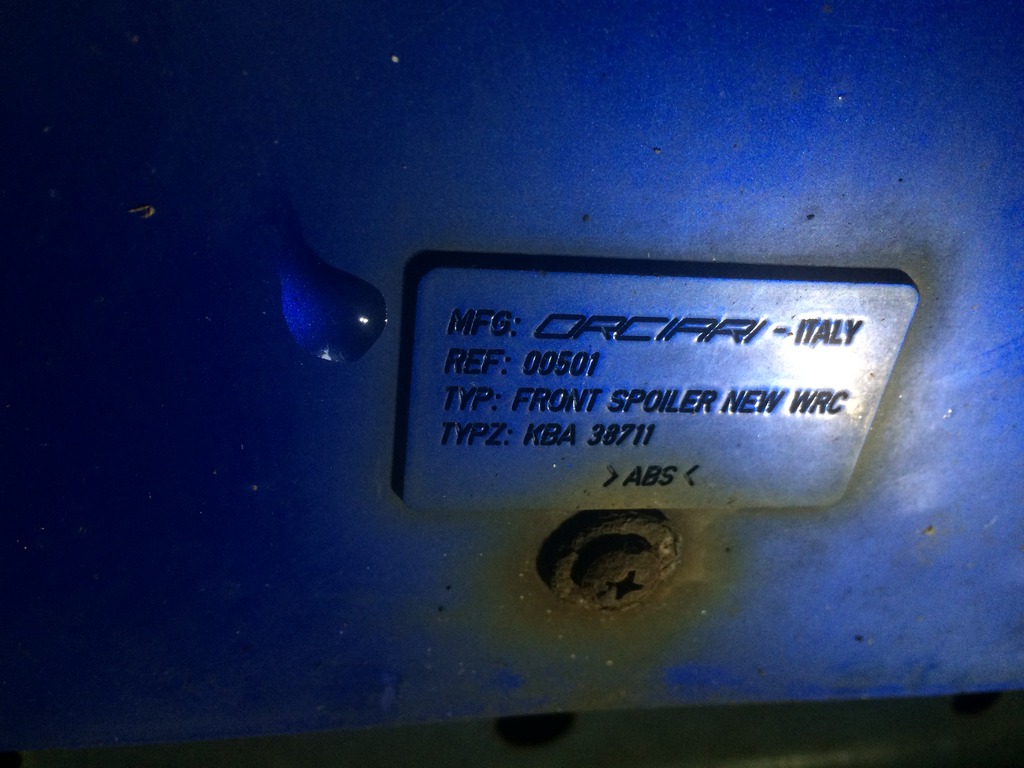 MFG: ORCIARI - ITALY
REF: 00501
TYP: FRONT SPOILER NEW WRC
TYPZ: KBA 38711
>ABS<